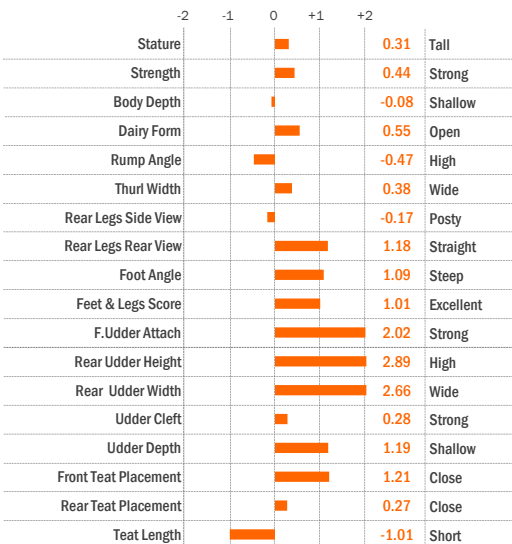 -2 -1 0 +1 +2
Stature 0.31 Tall
Strength 0.44 Strong
Body Depth -0.08 Shallow
Dairy Form 0.55 Open
Rump Angle -0.47 High
Thurl Width 0.38 Wide
Rear Legs Side View -0.17 Posty
Rear Legs Rear View 1.18 Straight
Foot Angle 1.09 Steep
Feet & Legs Score 1.01 Excellent
F.Udder Attach 2.02 Strong
Rear Udder Height 2.89 High
Rear Udder Width 2.66 Wide
Udder Cleft 0.28 Strong
Udder Depth 1.19 Shallow
Front Teat Placement 1.21 Close
Rear Teat Placement 0.27 Close
Teat Length -1.01 Short